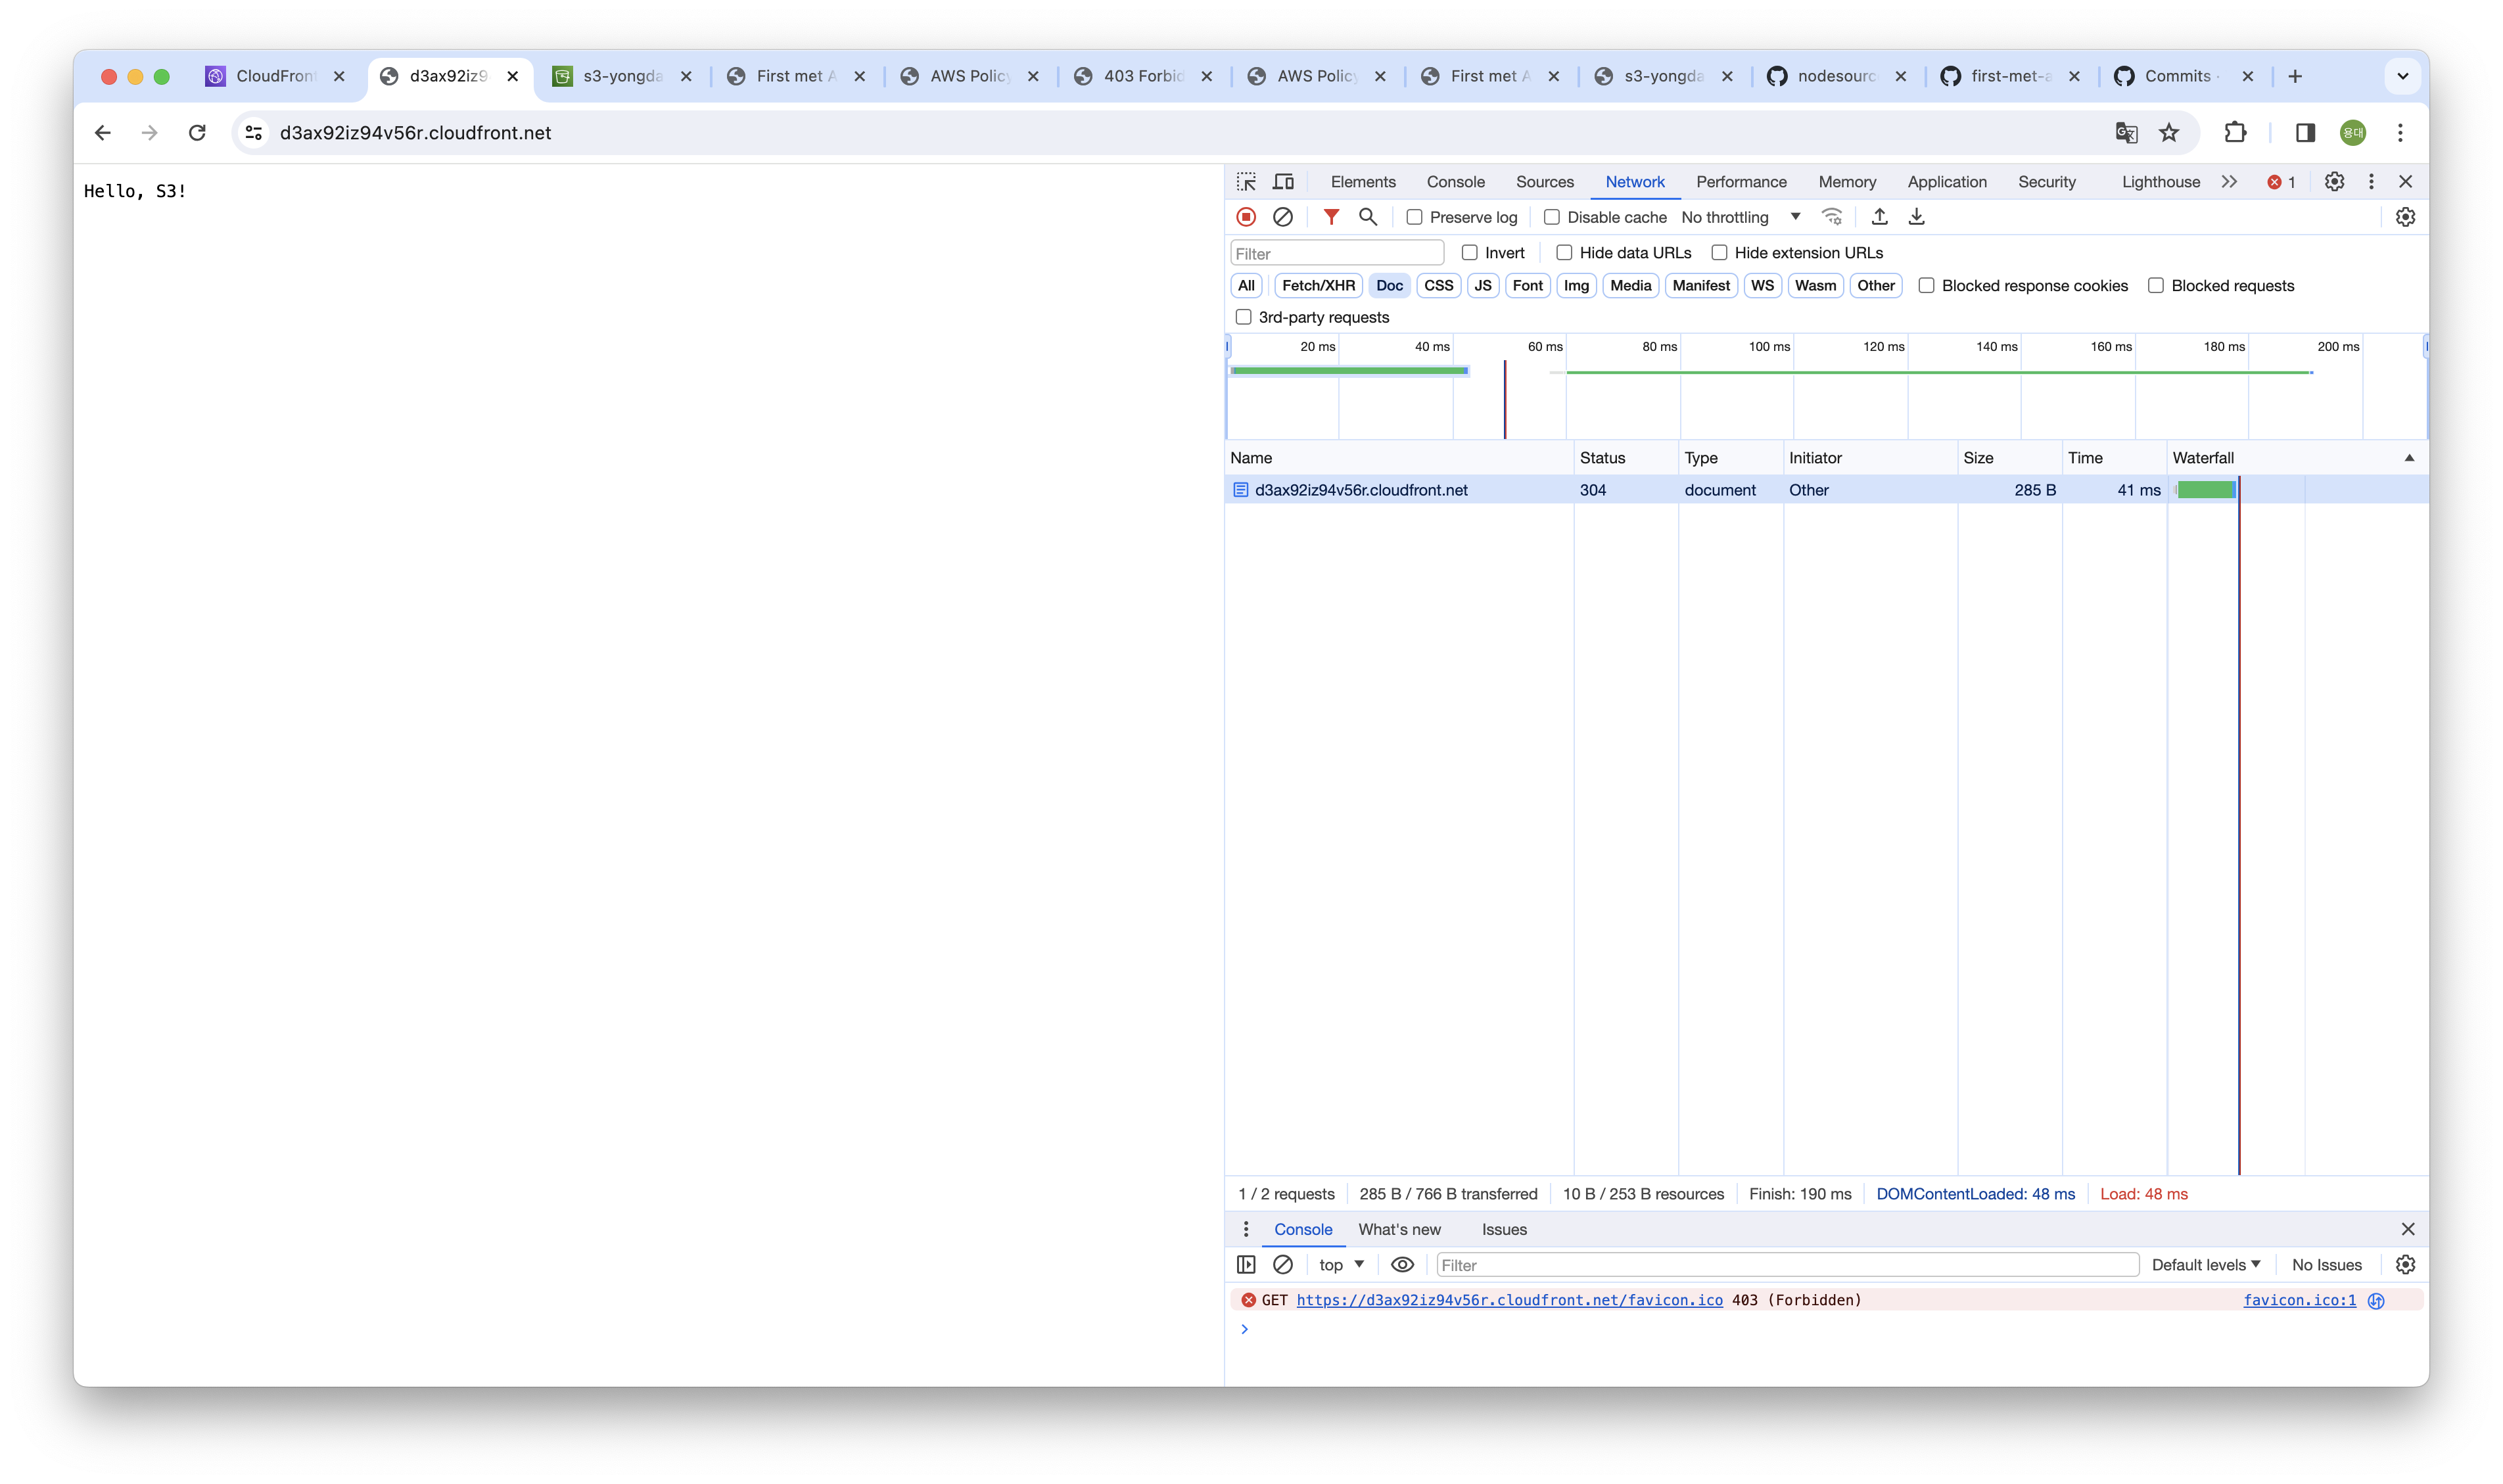 CloudFron
d3ax92iz9
s3-yongda
First met A
AWS Policy
403 Forbid
AWS Policy
First met A
s3-yongda
nodesourc
first-met-a
Commits ·
d3ax92iz94v56r.cloudfront.net
용대
Hello, S3!
Elements Console Sources Network Performance Memory Application Security Lighthouse 1
Preserve log Disable cache No throttling
Filter Invert Hide data URLs Hide extension URLs
All Fetch/XHR Doc CSS JS Font Img Media Manifest WS Wasm Other Blocked response cookies Blocked requests
3rd-party requests
20 ms 40 ms 60 ms 80 ms 100 ms 120 ms 140 ms 160 ms 180 ms 200 ms
Name Status Type Initiator Size Time Waterfall
d3ax92iz94v56r.cloudfront.net 304 document Other 285 B 41 ms
1 / 2 requests 285 B / 766 B transferred 10 B / 253 B resources Finish: 190 ms DOMContentLoaded: 48 ms Load: 48 ms
Console What's new Issues
top Filter Default levels No Issues
GET https://d3ax92iz94v56r.cloudfront.net/favicon.ico 403 (Forbidden) favicon.ico:1